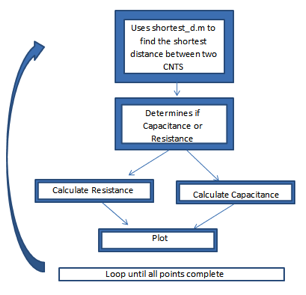 Uses shortest_d.m to
find the shortest
distance between two
CNTS
Determines if
Capacitance or
Resistance
Calculate Resistance
Calculate Capacitance
Plot
Loop until all points complete